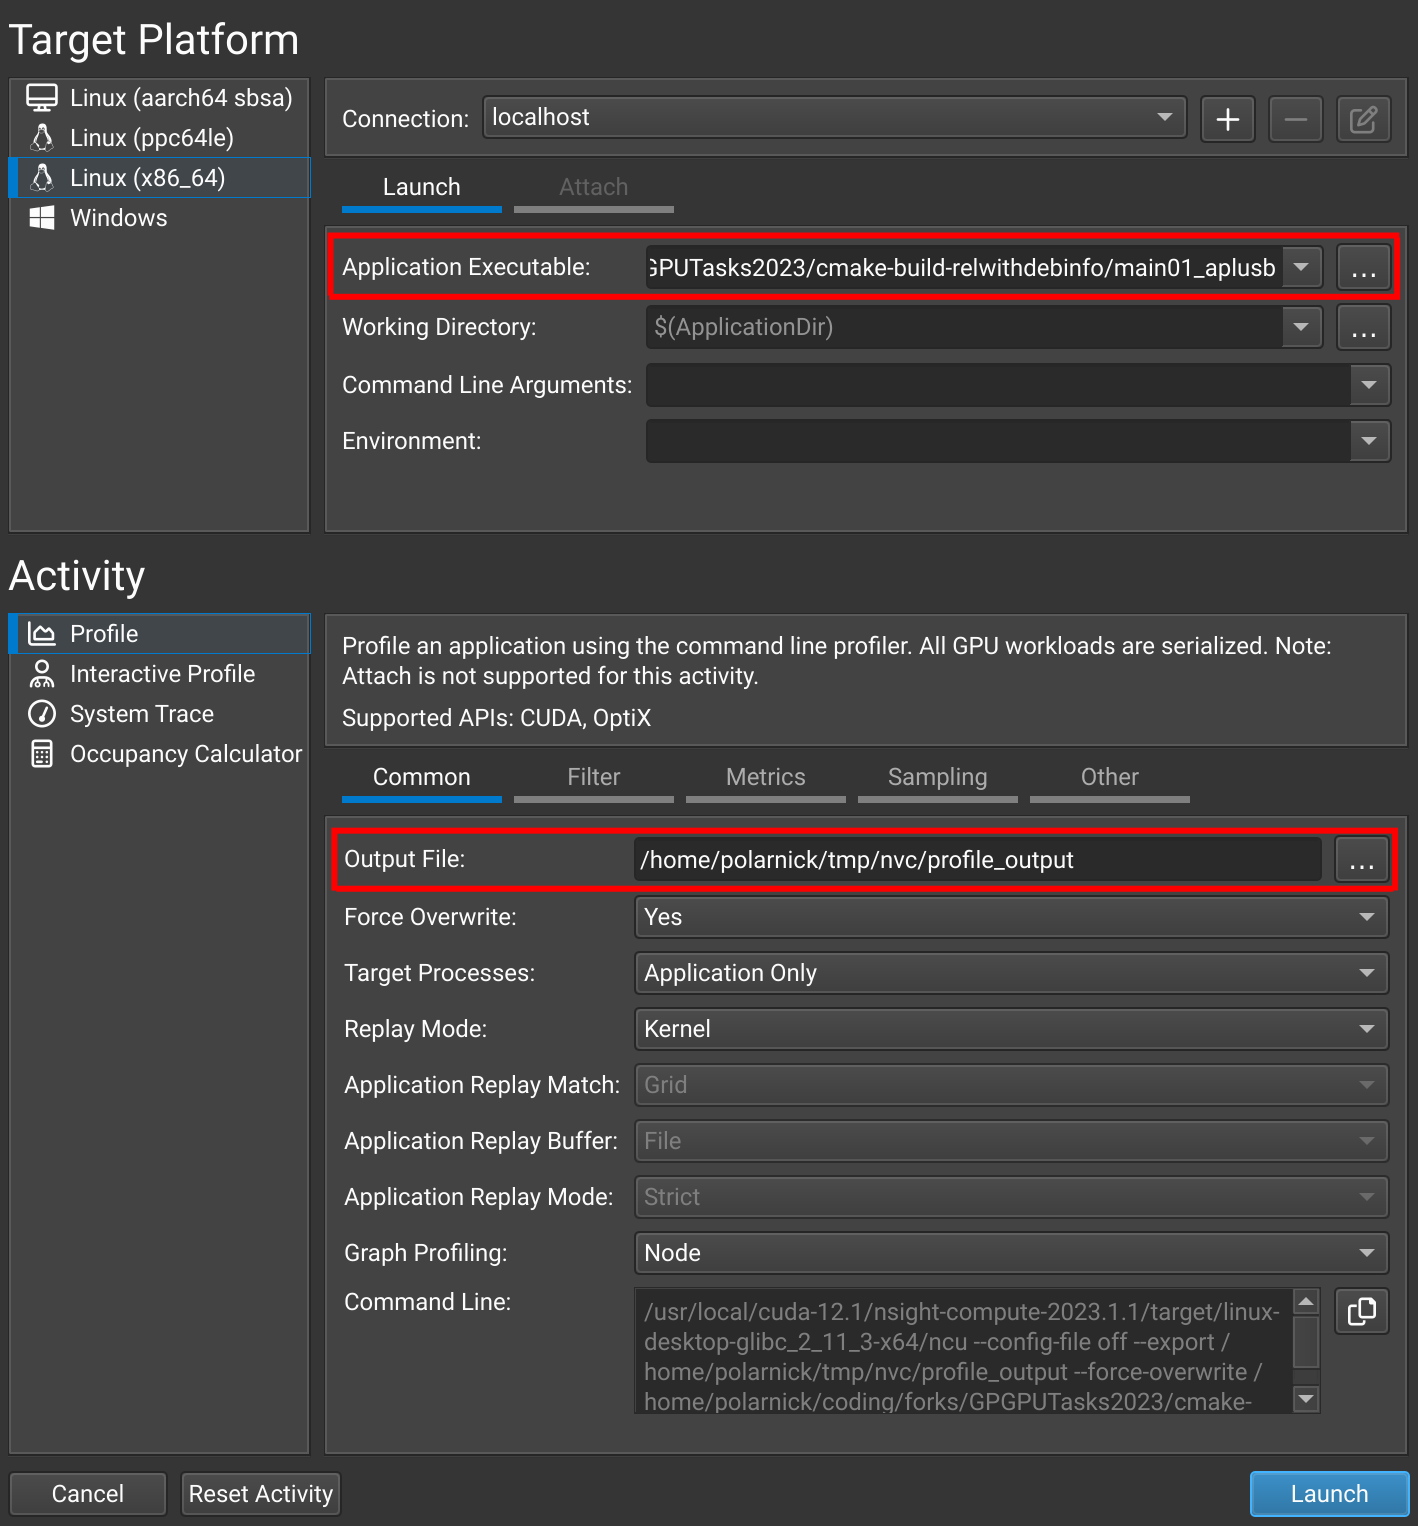 Target Platform
Linux (aarch64 sbsa)
Linux (ppc64le)
Linux (x86_64)
Windows
Connection: localhost
Launch Attach
Application Executable: GPUTasks2023/cmake-build-relwithdebinfo/main01_aplusb ...
Working Directory: $(ApplicationDir) ...
Command Line Arguments:
Environment:
Activity
Profile
Interactive Profile
System Trace
Occupancy Calculator
Profile an application using the command line profiler. All GPU workloads are serialized. Note:
Attach is not supported for this activity.
Supported APIs: CUDA, OptiX
Common Filter Metrics Sampling Other
Output File: /home/polarnick/tmp/nvc/profile_output ...
Force Overwrite: Yes
Target Processes: Application Only
Replay Mode: Kernel
Application Replay Match: Grid
Application Replay Buffer: File
Application Replay Mode: Strict
Graph Profiling: Node
Command Line: /usr/local/cuda-12.1/nsight-compute-2023.1.1/target/linux-
desktop-glibc_2_11_3-x64/ncu --config-file off --export /
home/polarnick/tmp/nvc/profile_output --force-overwrite /
home/polarnick/coding/forks/GPGPUTasks2023/cmake-
Cancel Reset Activity Launch